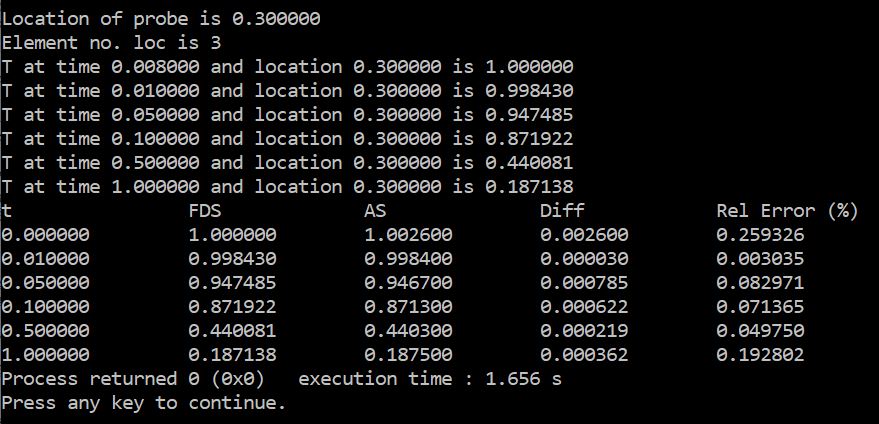 Location of probe is 0.300000
Element no. loc is 3
T at time 0.008000 and location 0.300000 is 1.000000
T at time 0.010000 and location 0.300000 is 0.998430
T at time 0.050000 and location 0.300000 is 0.947485
T at time 0.100000 and location 0.300000 is 0.871922
T at time 0.500000 and location 0.300000 is 0.440081
T at time 1.000000 and location 0.300000 is 0.187138
t FDS AS Diff Rel Error (%)
0.000000 1.000000 1.002600 0.002600 0.259326
0.010000 0.998430 0.998400 0.000030 0.003035
0.050000 0.947485 0.946700 0.000785 0.082971
0.100000 0.871922 0.871300 0.000622 0.071365
0.500000 0.440081 0.440300 0.000219 0.049750
1.000000 0.187138 0.187500 0.000362 0.192802
Process returned 0 (0x0) execution time : 1.656 s
Press any key to continue.